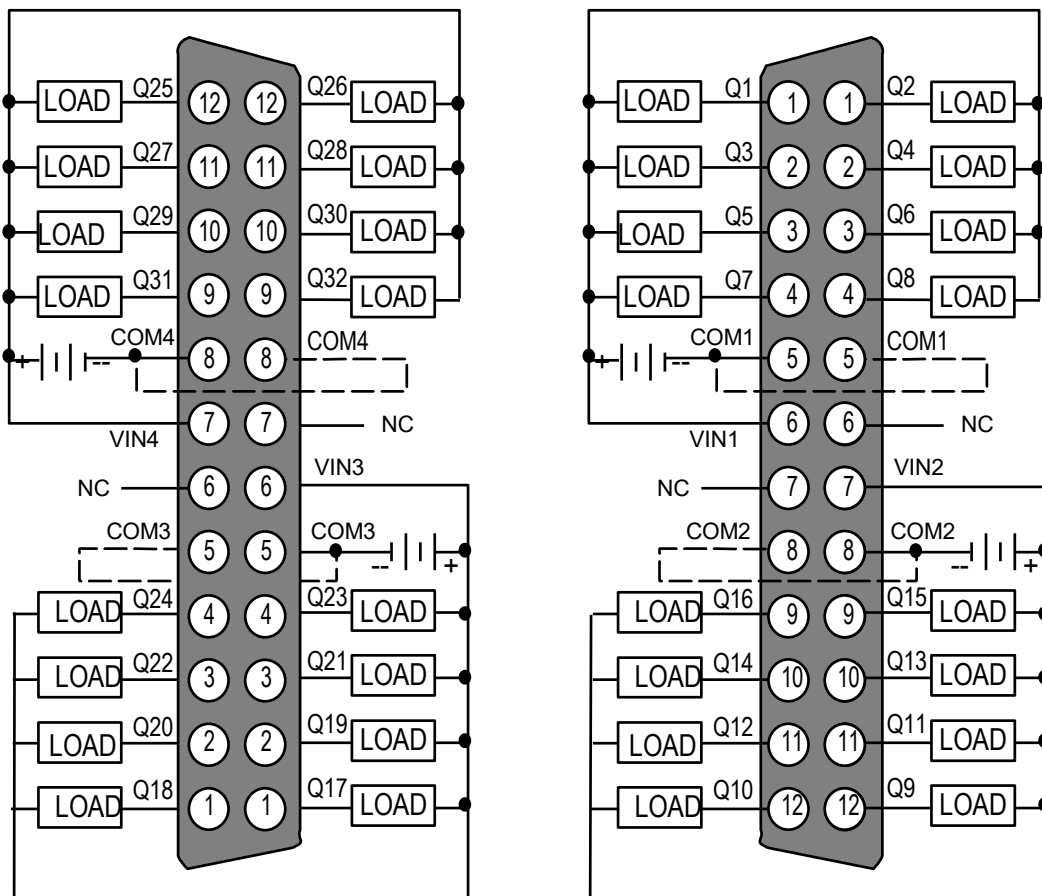 Q25 Q26
LOAD 12 12 LOAD
Q27 Q28
LOAD 11 11 LOAD
Q29 Q30
LOAD 10 10 LOAD
Q31 Q32
LOAD 9 9 LOAD
COM4 COM4
+ -- 8 8
VIN4 7 7 NC
VIN3
NC 6 6
COM3 COM3
5 5 -- +
Q24 Q23
LOAD 4 4 LOAD
Q22 Q21
LOAD 3 3 LOAD
Q20 Q19
LOAD 2 2 LOAD
Q18 Q17
LOAD 1 1 LOAD
Q1 Q2
LOAD 1 1 LOAD
Q3 Q4
LOAD 2 2 LOAD
Q5 Q6
LOAD 3 3 LOAD
Q7 Q8
LOAD 4 4 LOAD
COM1 COM1
+ -- 5 5
VIN1 6 6 NC
VIN2
NC 7 7
COM2 COM2
8 8 -- +
Q16 Q15
LOAD 9 9 LOAD
Q14 Q13
LOAD 10 10 LOAD
Q12 Q11
LOAD 11 11 LOAD
Q10 Q9
LOAD 12 12 LOAD